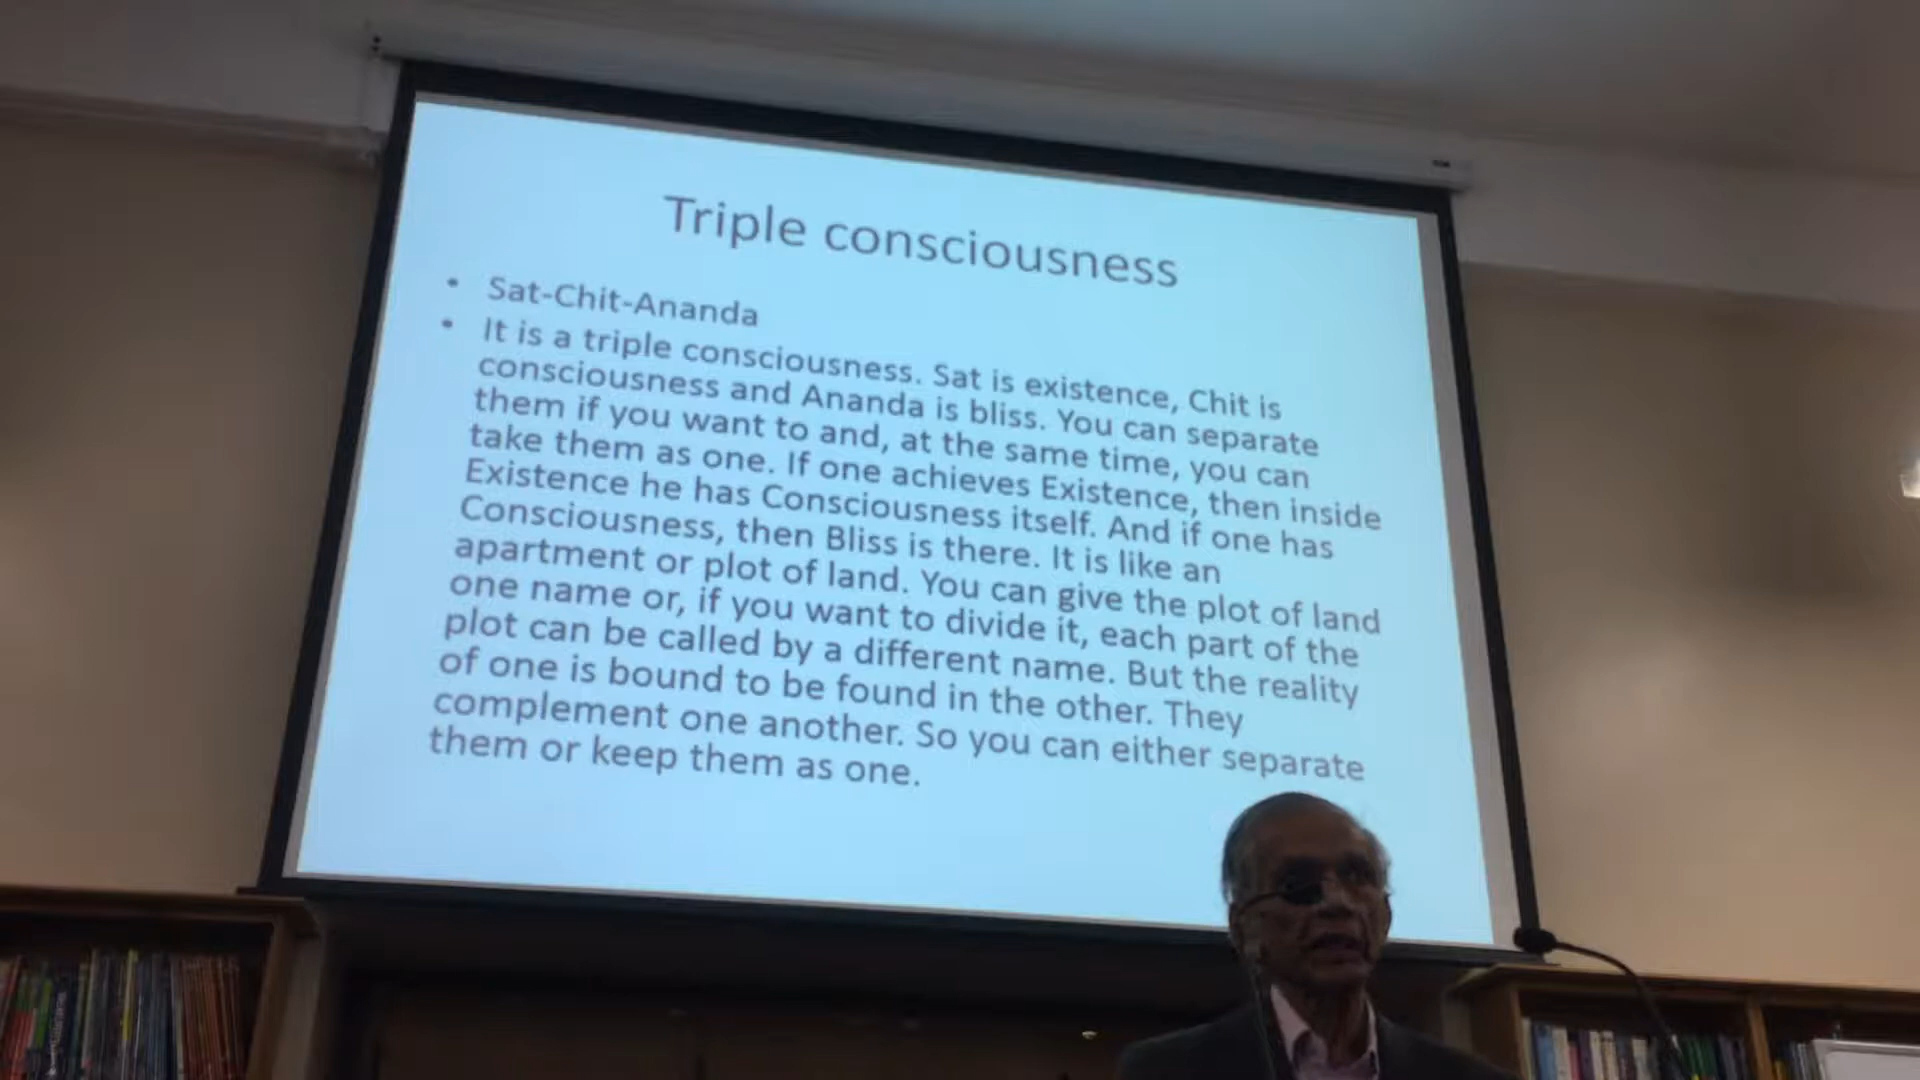 Triple consciousness
• Sat-Chit-Ananda
• It is a triple consciousness. Sat is existence, Chit is
consciousness and Ananda is bliss. You can separate
them if you want to and, at the same time, you can
take them as one. If one achieves Existence, then inside
Existence he has Consciousness itself. And if one has
Consciousness, then Bliss is there. It is like an
apartment or plot of land. You can give the plot of land
one name or, if you want to divide it, each part of the
plot can be called by a different name. But the reality
of one is bound to be found in the other. They
complement one another. So you can either separate
them or keep them as one.